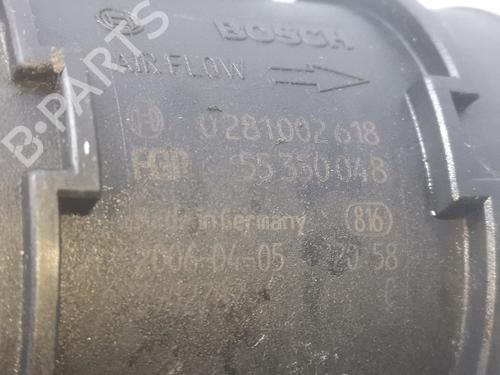 BOSCH
AIR FLOW
0 281 002 618
FGP 55 350 048
Made in Germany 816
2004-04-05 20 58
C
B-Parts